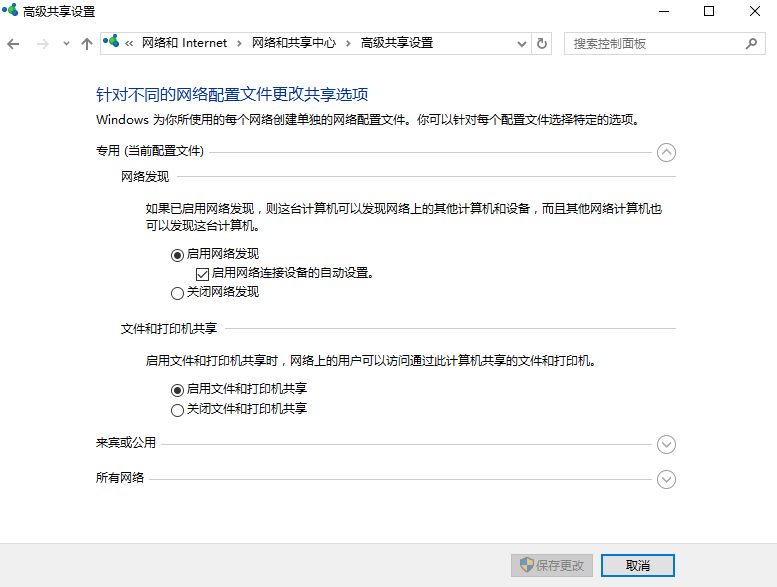 高级共享设置
« 网络和 Internet › 网络和共享中心 › 高级共享设置
搜索控制面板
针对不同的网络配置文件更改共享选项
Windows 为你所使用的每个网络创建单独的网络配置文件。你可以针对每个配置文件选择特定的选项。
专用 (当前配置文件)
网络发现
如果已启用网络发现，则这台计算机可以发现网络上的其他计算机和设备，而且其他网络计算机也
可以发现这台计算机。
启用网络发现
启用网络连接设备的自动设置。
关闭网络发现
文件和打印机共享
启用文件和打印机共享时，网络上的用户可以访问通过此计算机共享的文件和打印机。
启用文件和打印机共享
关闭文件和打印机共享
来宾或公用
所有网络
保存更改
取消